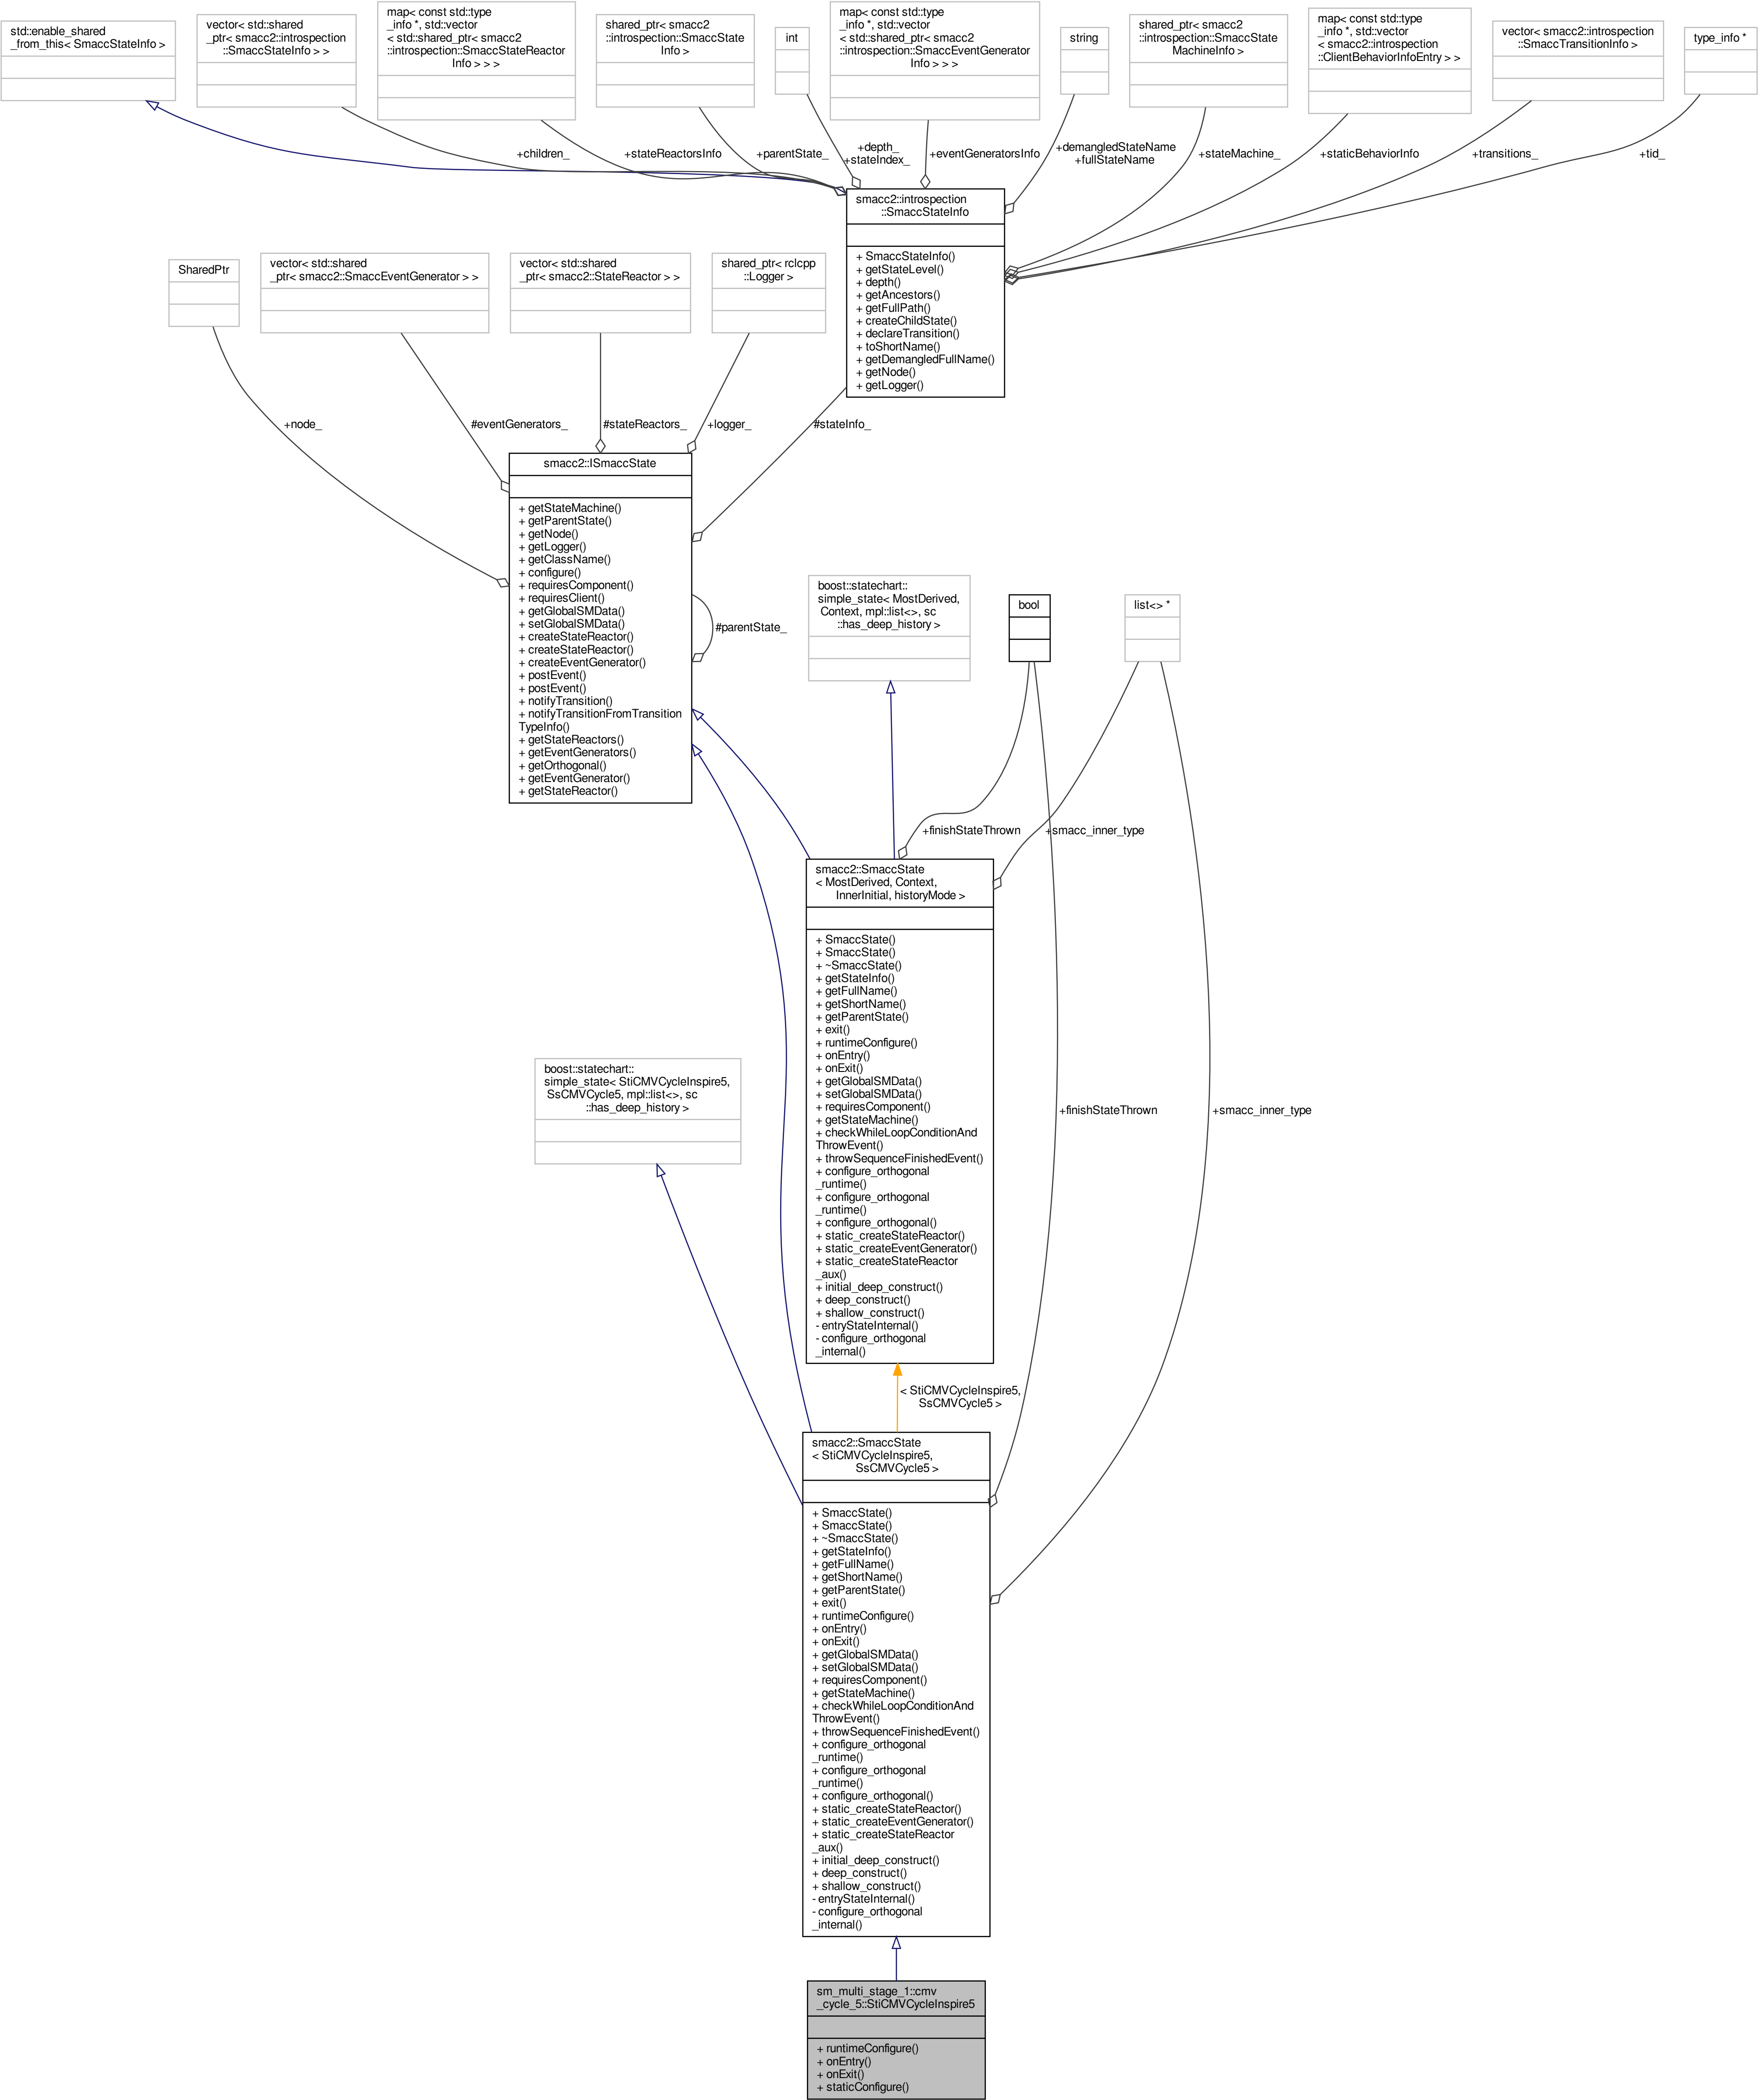 std::enable_shared
_from_this< SmaccStateInfo >
vector< std::shared
_ptr< smacc2::introspection
::SmaccStateInfo > >
map< const std::type
_info *, std::vector
< std::shared_ptr< smacc2
::introspection::SmaccStateReactor
Info > > >
shared_ptr< smacc2
::introspection::SmaccState
Info >
int
map< const std::type
_info *, std::vector
< std::shared_ptr< smacc2
::introspection::SmaccEventGenerator
Info > > >
string
shared_ptr< smacc2
::introspection::SmaccState
MachineInfo >
map< const std::type
_info *, std::vector
< smacc2::introspection
::ClientBehaviorInfoEntry > >
vector< smacc2::introspection
::SmaccTransitionInfo >
type_info *
+children_
+stateReactorsInfo
+parentState_
+depth_
+stateIndex_
+eventGeneratorsInfo
+demangledStateName
+fullStateName
+stateMachine_
+staticBehaviorInfo
+transitions_
+tid_
smacc2::introspection
::SmaccStateInfo
+ SmaccStateInfo()
+ getStateLevel()
+ depth()
+ getAncestors()
+ getFullPath()
+ createChildState()
+ declareTransition()
+ toShortName()
+ getDemangledFullName()
+ getNode()
+ getLogger()
SharedPtr
vector< std::shared
_ptr< smacc2::SmaccEventGenerator > >
vector< std::shared
_ptr< smacc2::StateReactor > >
shared_ptr< rclcpp
::Logger >
+node_
#eventGenerators_
#stateReactors_
+logger_
#stateInfo_
smacc2::ISmaccState
+ getStateMachine()
+ getParentState()
+ getNode()
+ getLogger()
+ getClassName()
+ configure()
+ requiresComponent()
+ requiresClient()
+ getGlobalSMData()
+ setGlobalSMData()
+ createStateReactor()
+ createStateReactor()
+ createEventGenerator()
+ postEvent()
+ postEvent()
+ notifyTransition()
+ notifyTransitionFromTransition
TypeInfo()
+ getStateReactors()
+ getEventGenerators()
+ getOrthogonal()
+ getEventGenerator()
+ getStateReactor()
#parentState_
boost::statechart::
simple_state< MostDerived,
Context, mpl::list<>, sc
::has_deep_history >
bool
list<> *
+finishStateThrown
+smacc_inner_type
smacc2::SmaccState
< MostDerived, Context,
InnerInitial, historyMode >
+ SmaccState()
+ SmaccState()
+ ~SmaccState()
+ getStateInfo()
+ getFullName()
+ getShortName()
+ getParentState()
+ exit()
+ runtimeConfigure()
+ onEntry()
+ onExit()
+ getGlobalSMData()
+ setGlobalSMData()
+ requiresComponent()
+ getStateMachine()
+ checkWhileLoopConditionAnd
ThrowEvent()
+ throwSequenceFinishedEvent()
+ configure_orthogonal
_runtime()
+ configure_orthogonal
_runtime()
+ configure_orthogonal()
+ static_createStateReactor()
+ static_createEventGenerator()
+ static_createStateReactor
_aux()
+ initial_deep_construct()
+ deep_construct()
+ shallow_construct()
- entryStateInternal()
- configure_orthogonal
_internal()
boost::statechart::
simple_state< StiCMVCycleInspire5,
SsCMVCycle5, mpl::list<>, sc
::has_deep_history >
+finishStateThrown
+smacc_inner_type
< StiCMVCycleInspire5,
SsCMVCycle5 >
smacc2::SmaccState
< StiCMVCycleInspire5,
SsCMVCycle5 >
+ SmaccState()
+ SmaccState()
+ ~SmaccState()
+ getStateInfo()
+ getFullName()
+ getShortName()
+ getParentState()
+ exit()
+ runtimeConfigure()
+ onEntry()
+ onExit()
+ getGlobalSMData()
+ setGlobalSMData()
+ requiresComponent()
+ getStateMachine()
+ checkWhileLoopConditionAnd
ThrowEvent()
+ throwSequenceFinishedEvent()
+ configure_orthogonal
_runtime()
+ configure_orthogonal
_runtime()
+ configure_orthogonal()
+ static_createStateReactor()
+ static_createEventGenerator()
+ static_createStateReactor
_aux()
+ initial_deep_construct()
+ deep_construct()
+ shallow_construct()
- entryStateInternal()
- configure_orthogonal
_internal()
sm_multi_stage_1::cmv
_cycle_5::StiCMVCycleInspire5
+ runtimeConfigure()
+ onEntry()
+ onExit()
+ staticConfigure()